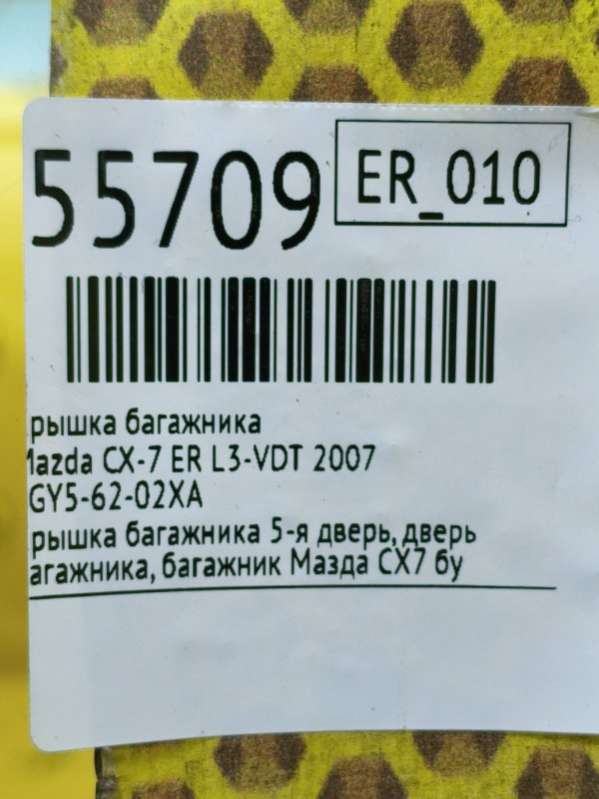 55709
ER_010
рышка багажника
Mazda CX-7 ER L3-VDT 2007
GY5-62-02XA
рышка багажника 5-я дверь, дверь
агажника, багажник Мазда СХ7 бу